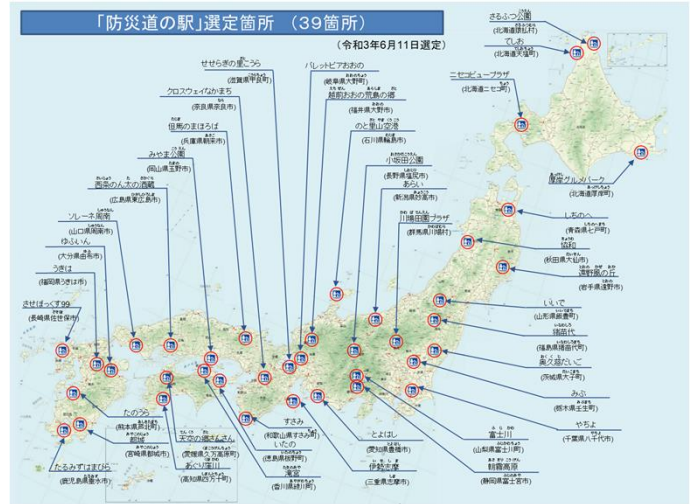 「防災道の駅」選定箇所 (39箇所)
(令和3年6月11日選定)
さるふつ公園
(北海道猿払村)
てしお
(北海道天塩町)
ニセコビュープラザ
(北海道ニセコ町)
厚岸グルメパーク
(北海道厚岸町)
しちのへ
(青森県七戸町)
協和
(秋田県大仙市)
遠野風の丘
(岩手県遠野市)
いいで
(山形県飯豊町)
猪苗代
(福島県猪苗代町)
奥久慈だいご
(茨城県大子町)
みぶ
(栃木県壬生町)
やちよ
(千葉県八千代市)
せせらぎの里こうら
(滋賀県甲良町)
クロスウェイなかまち
(奈良県奈良市)
但馬のまほろば
(兵庫県朝来市)
みやま公園
(岡山県玉野市)
西条のん太の酒蔵
(広島県東広島市)
ソレーネ周南
(山口県周南市)
ゆふいん
(大分県由布市)
うきは
(福岡県うきは市)
させぼっくす99
(長崎県佐世保市)
パレットピアおおの
(岐阜県大野町)
越前おおの荒島の郷
(福井県大野市)
のと里山空港
(石川県輪島市)
小坂田公園
(長野県塩尻市)
あらい
(新潟県妙高市)
川場田園プラザ
(群馬県川場村)
たのうら
(熊本県芦北町)
都城
(宮崎県都城市)
たるみずはまびら
(鹿児島県垂水市)
天空の郷さんさん
(愛媛県久万高原町)
あぐり窪川
(高知県四万十町)
すさみ
(和歌山県すさみ町)
いたの
(徳島県板野町)
滝宮
(香川県綾川町)
とよはし
(愛知県豊橋市)
伊勢志摩
(三重県志摩市)
富士川
(山梨県富士川町)
朝霧高原
(静岡県富士宮市)